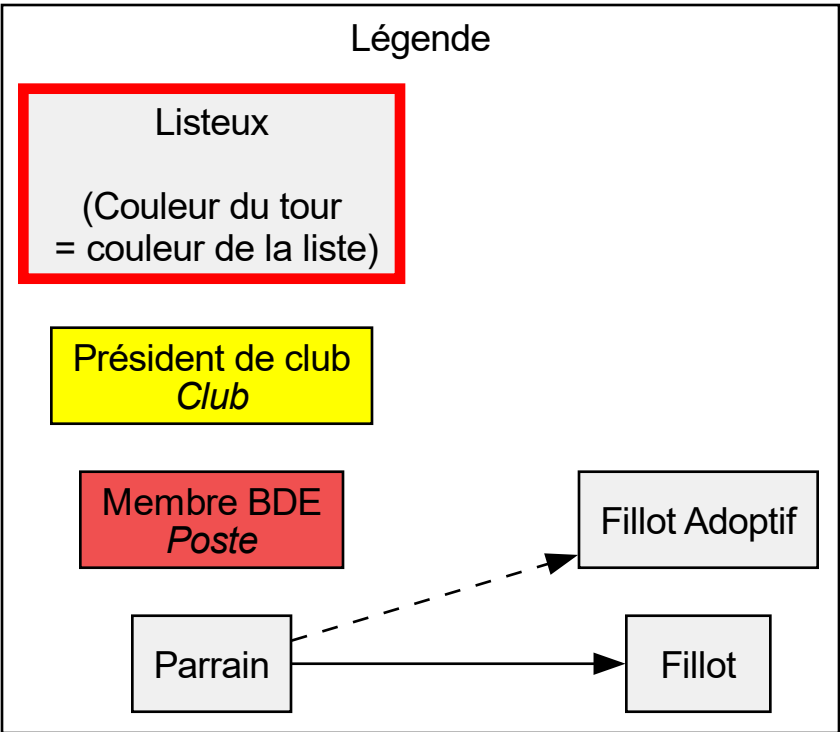 Légende
Listeux
(Couleur du tour
= couleur de la liste)
Président de club
Club
Membre BDE
Poste
Fillot Adoptif
Parrain
Fillot